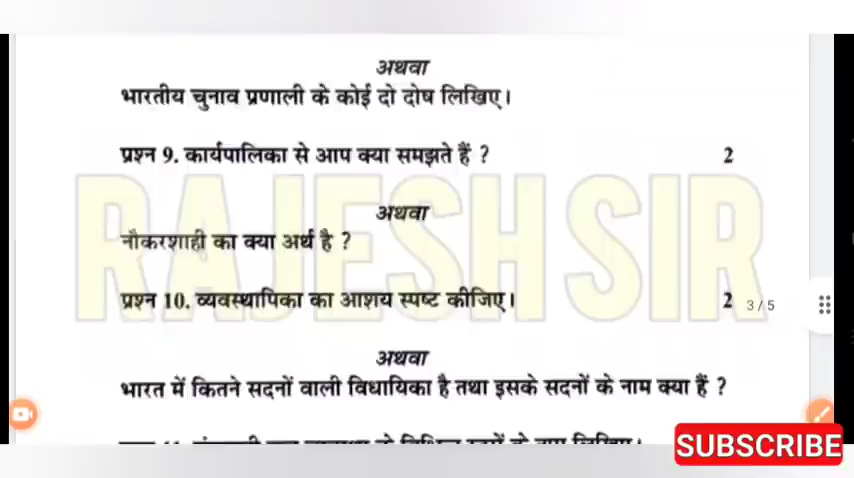 अथवा
भारतीय चुनाव प्रणाली के कोई दो दोष लिखिए।
प्रश्न 9. कार्यपालिका से आप क्या समझते हैं ? 2
RAJESH SIR
अथवा
नौकरशाही का क्या अर्थ है ?
प्रश्न 10. व्यवस्थापिका का आशय स्पष्ट कीजिए। 2
3/5
अथवा
भारत में कितने सदनों वाली विधायिका है तथा इसके सदनों के नाम क्या हैं ?
SUBSCRIBE